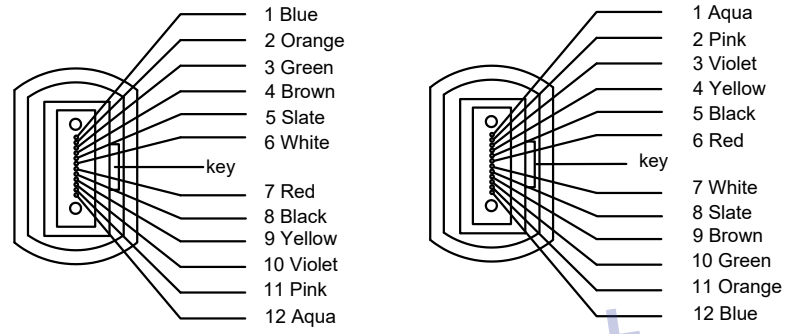 1 Blue
2 Orange
3 Green
4 Brown
5 Slate
6 White
key
7 Red
8 Black
9 Yellow
10 Violet
11 Pink
12 Aqua
1 Aqua
2 Pink
3 Violet
4 Yellow
5 Black
6 Red
key
7 White
8 Slate
9 Brown
10 Green
11 Orange
12 Blue